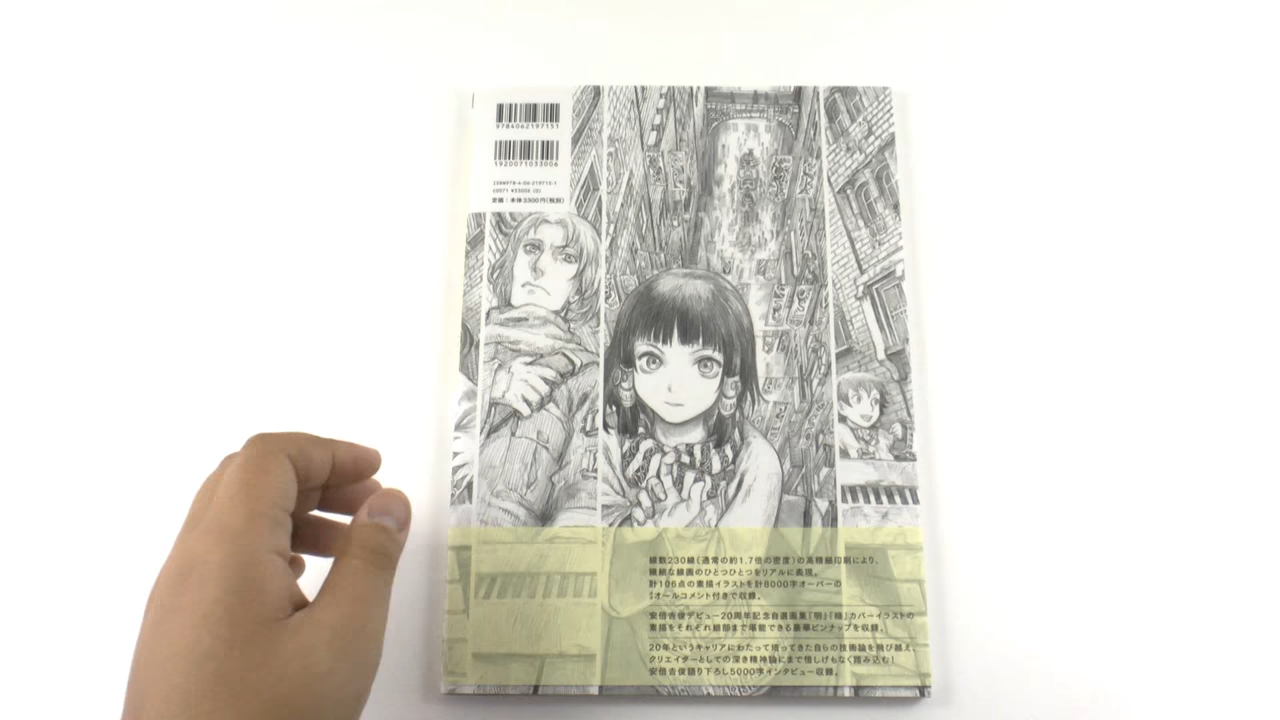 9784062197151
1920071033006
ISBN978-4-06-219715-1
C0071 ¥3300E (0)
定価：本体3300円(税別)
線数230線（通常の約1.7倍の密度）の高精細印刷により、
繊細な線画のひとつひとつをリアルに表現。
計106点の素描イラストを計8000字オーバーの
オールコメント付きで収録。
安倍吉俊デビュー20周年記念自選画集『明』『暗』カバーイラストの
素描をそれぞれ細部まで堪能できる豪華ピンナップを収録。
20年というキャリアにわたって培ってきた自らの技術論を飛び越え、
クリエイターとしての深き精神論にまで惜しげもなく踏み込む！
安倍吉俊語り下ろし5000字インタビュー収録。